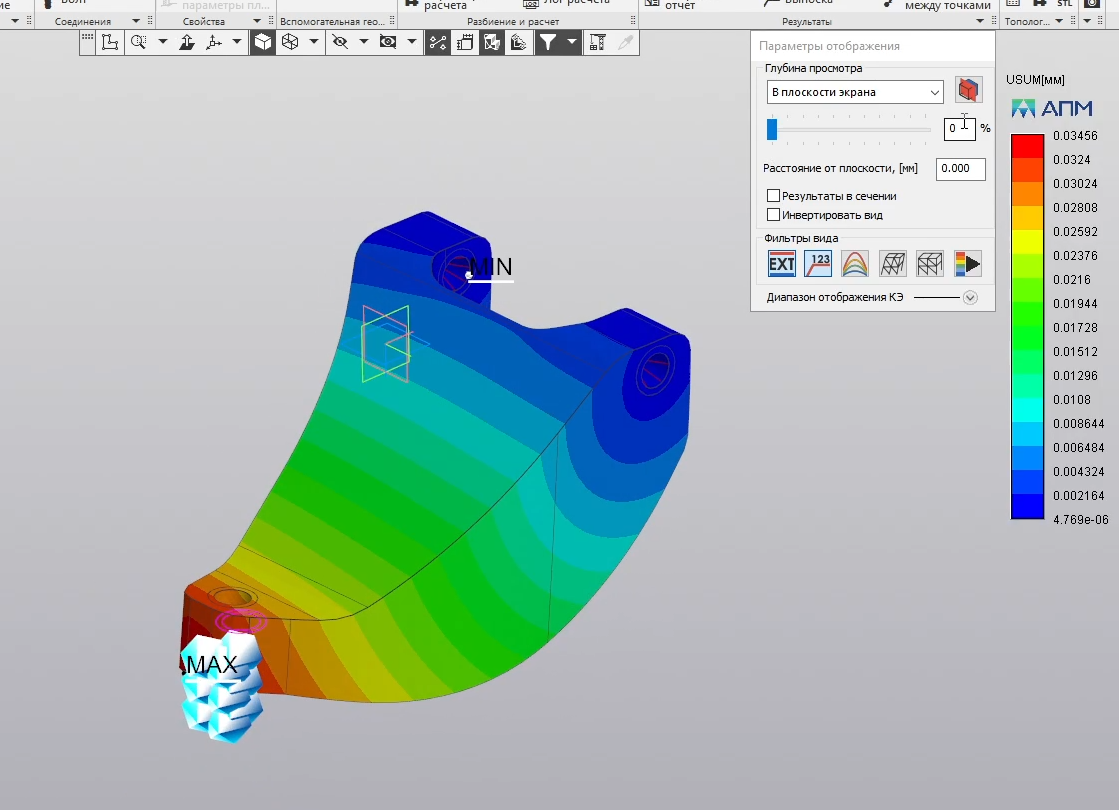 параметры пл...
расчета
отчёт
между точками
STL
Соединения
Свойства
Вспомогательная гео...
Разбиение и расчет
Результаты
Тополог...
Параметры отображения
Глубина просмотра
В плоскости экрана
0 %
Расстояние от плоскости, [мм] 0.000
Результаты в сечении
Инвертировать вид
Фильтры вида
EXT 123
Диапазон отображения КЭ
USUM[мм]
АПМ
0.03456
0.0324
0.03024
0.02808
0.02592
0.02376
0.0216
0.01944
0.01728
0.01512
0.01296
0.0108
0.008644
0.006484
0.004324
0.002164
4.769e-06
MIN
MAX